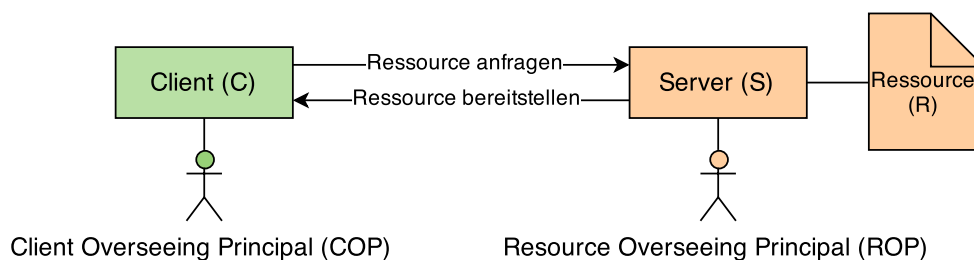 Client (C)
Ressource anfragen
Ressource bereitstellen
Server (S)
Ressource
(R)
Client Overseeing Principal (COP)
Resource Overseeing Principal (ROP)